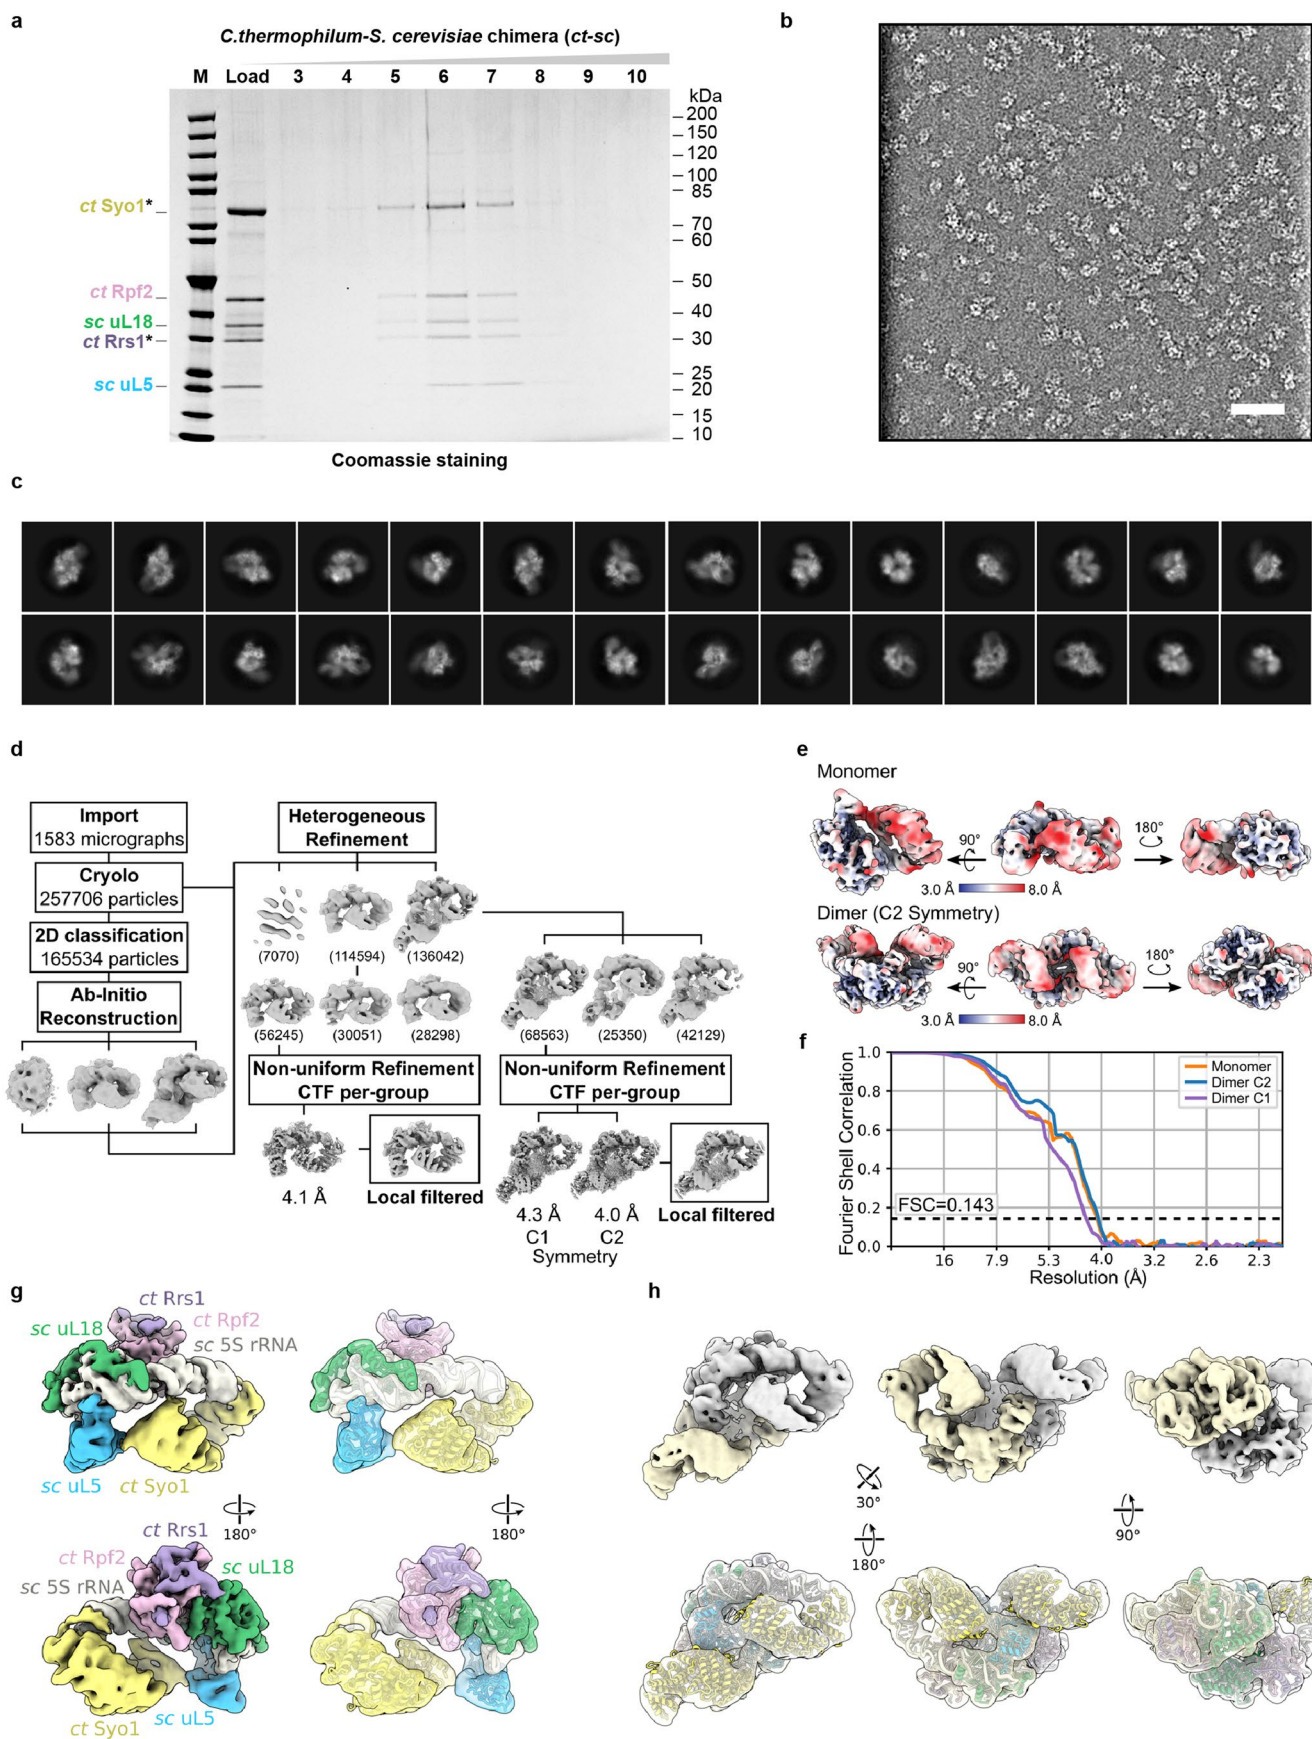 a
C.thermophilum-S. cerevisiae chimera (ct-sc)
M Load 3 4 5 6 7 8 9 10
kDa
200
150
120
100
85
70
60
50
40
30
25
20
15
10
ct Syo1*
ct Rpf2
sc uL18
ct Rrs1*
sc uL5
Coomassie staining
b
c
d
Import
1583 micrographs
Cryolo
257706 particles
2D classification
165534 particles
Ab-Initio
Reconstruction
Heterogeneous
Refinement
(7070) (114594) (136042)
(56245) (30051) (28298)
(68563) (25350) (42129)
Non-uniform Refinement
CTF per-group
Non-uniform Refinement
CTF per-group
4.1 Å
Local filtered
4.3 Å
C1
4.0 Å
C2
Symmetry
Local filtered
e
Monomer
90°
180°
3.0 Å 8.0 Å
Dimer (C2 Symmetry)
90°
180°
3.0 Å 8.0 Å
f
Fourier Shell Correlation
1.0
0.8
0.6
0.4
0.2
0.0
Monomer
Dimer C2
Dimer C1
FSC=0.143
16 7.9 5.3 4.0 3.2 2.6 2.3
Resolution (Å)
g
ct Rrs1
sc uL18
ct Rpf2
sc 5S rRNA
sc uL5 ct Syo1
180°
180°
ct Rrs1
ct Rpf2
sc uL18
sc 5S rRNA
ct Syo1 sc uL5
h
30°
180°
90°